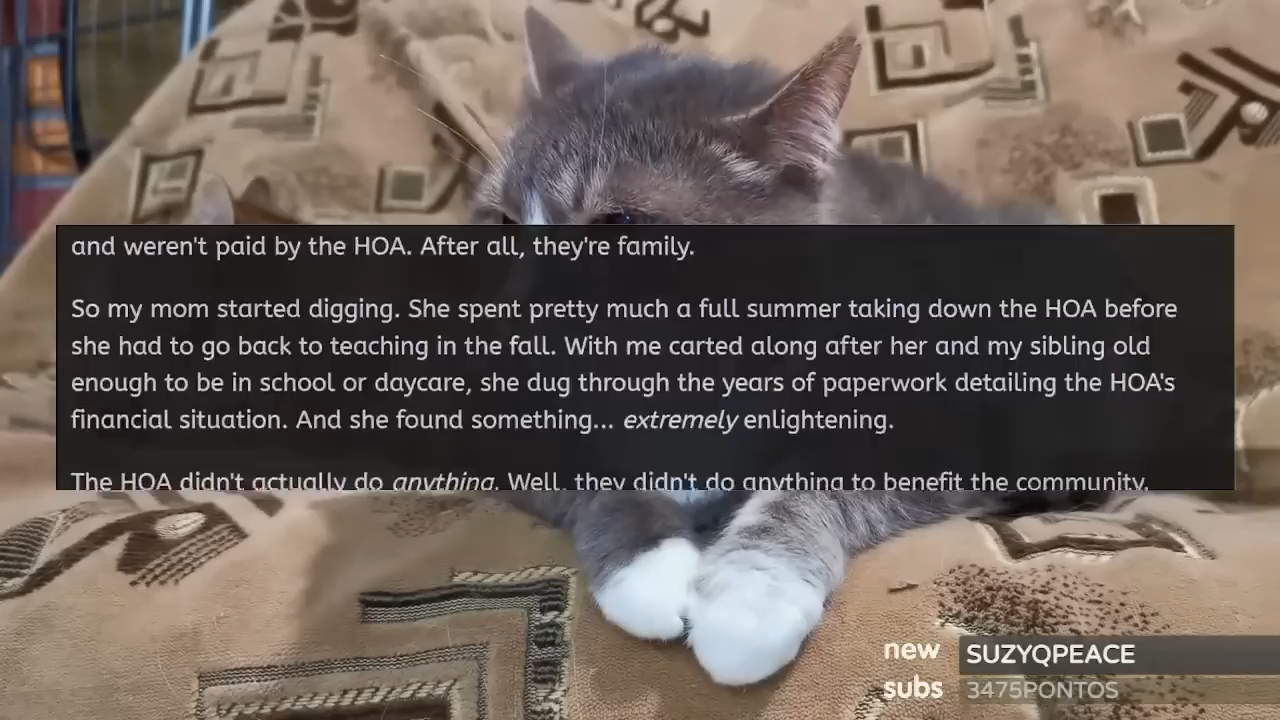 and weren't paid by the HOA. After all, they're family.
So my mom started digging. She spent pretty much a full summer taking down the HOA before
she had to go back to teaching in the fall. With me carted along after her and my sibling old
enough to be in school or daycare, she dug through the years of paperwork detailing the HOA's
financial situation. And she found something... extremely enlightening.
The HOA didn't actually do anything. Well, they didn't do anything to benefit the community.
new SUZYQPEACE
subs 3475PONTOS